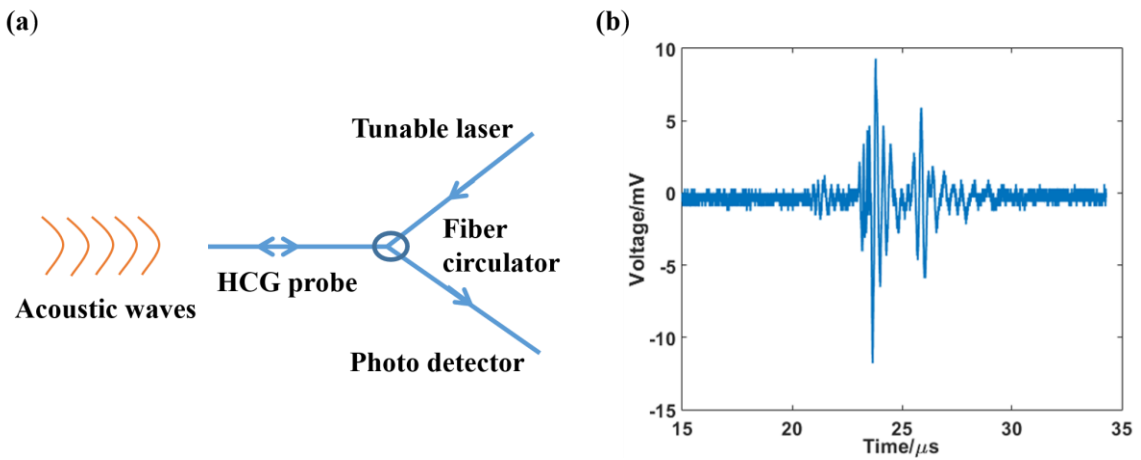 (a)
Tunable laser
Fiber
circulator
HCG probe
Acoustic waves
Photo detector
(b)
10
5
0
-5
-10
-15
15
20
25
30
35
Voltage/mV
Time/μs